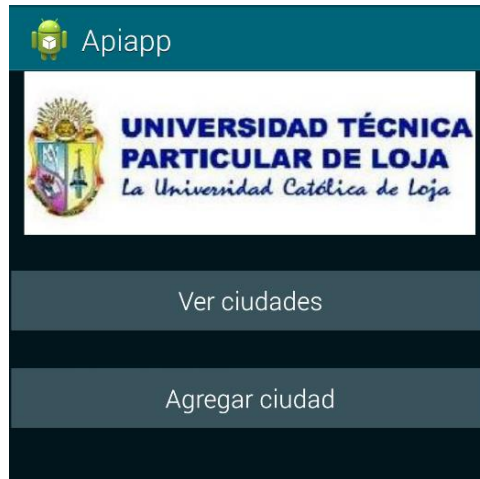 Apiapp
UNIVERSIDAD TÉCNICA
PARTICULAR DE LOJA
La Universidad Católica de Loja
Ver ciudades
Agregar ciudad